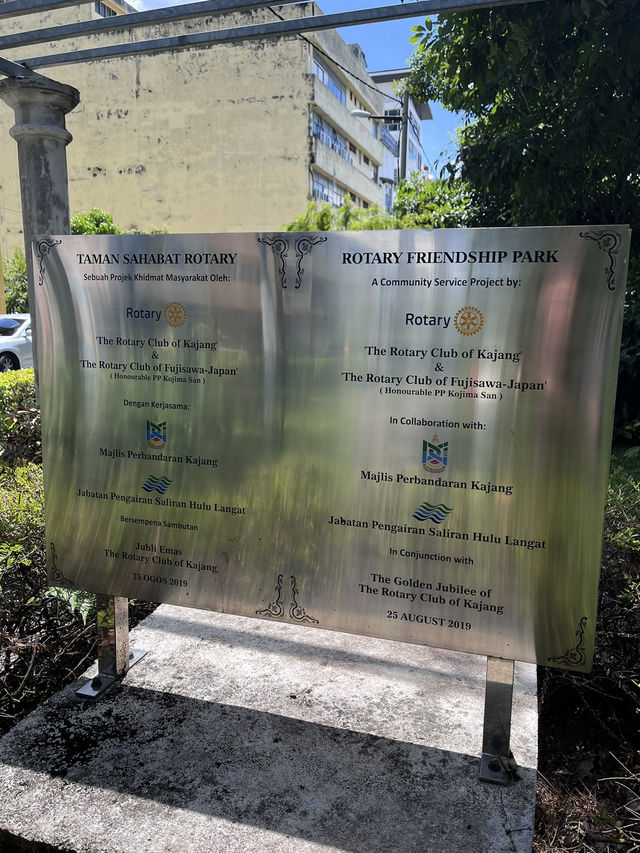 TAMAN SAHABAT ROTARY
Sebuah Projek Khidmat Masyarakat Oleh:
Rotary
'The Rotary Club of Kajang'
&
'The Rotary Club of Fujisawa-Japan'
( Honourable PP Kojima San )
Dengan Kerjasama:
Majlis Perbandaran Kajang
Jabatan Pengairan Saliran Hulu Langat
Bersempena Sambutan
Jubli Emas
The Rotary Club of Kajang
25 OGOS 2019
ROTARY FRIENDSHIP PARK
A Community Service Project by:
Rotary
'The Rotary Club of Kajang'
&
'The Rotary Club of Fujisawa-Japan'
( Honourable PP Kojima San )
In Collaboration with:
Majlis Perbandaran Kajang
Jabatan Pengairan Saliran Hulu Langat
In Conjunction with
The Golden Jubilee of
The Rotary Club of Kajang
25 AUGUST 2019